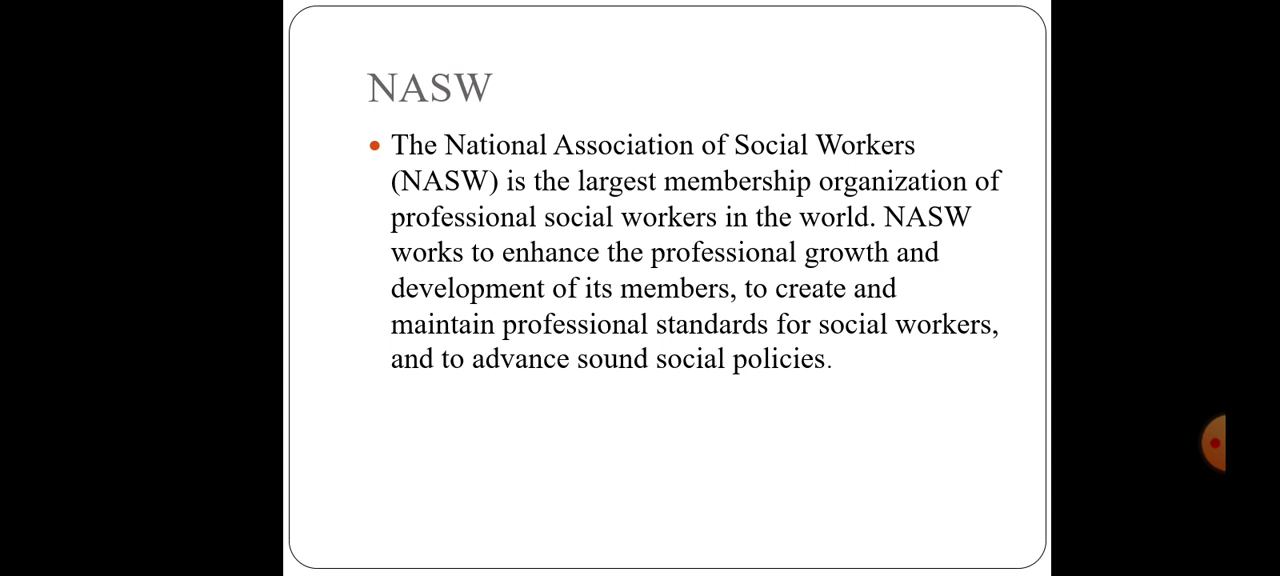 NASW
• The National Association of Social Workers
(NASW) is the largest membership organization of
professional social workers in the world. NASW
works to enhance the professional growth and
development of its members, to create and
maintain professional standards for social workers,
and to advance sound social policies.